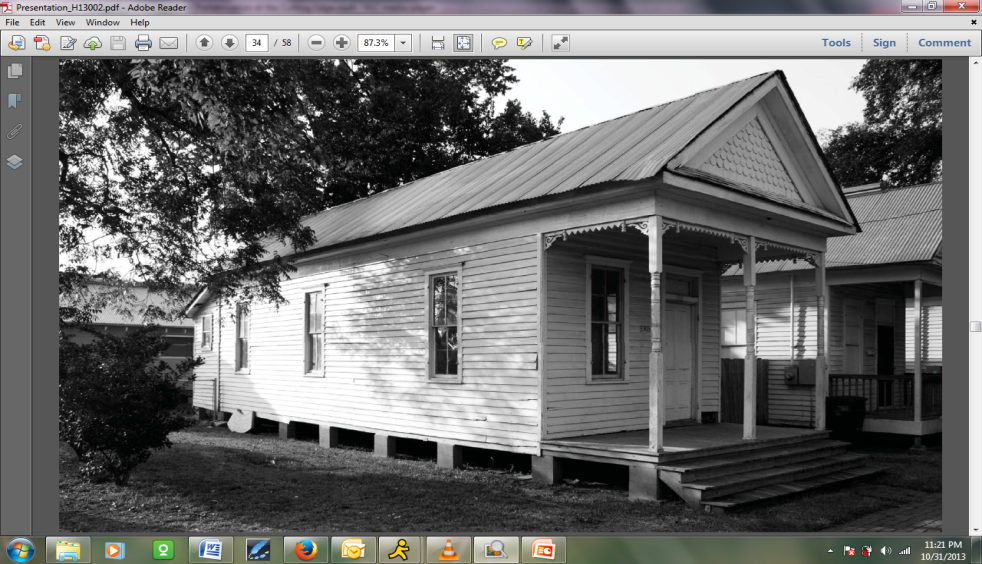 Presentation_H13002.pdf - Adobe Reader
File Edit View Window Help
34 / 58 87.3% Tools Sign Comment
11:21 PM
10/31/2013